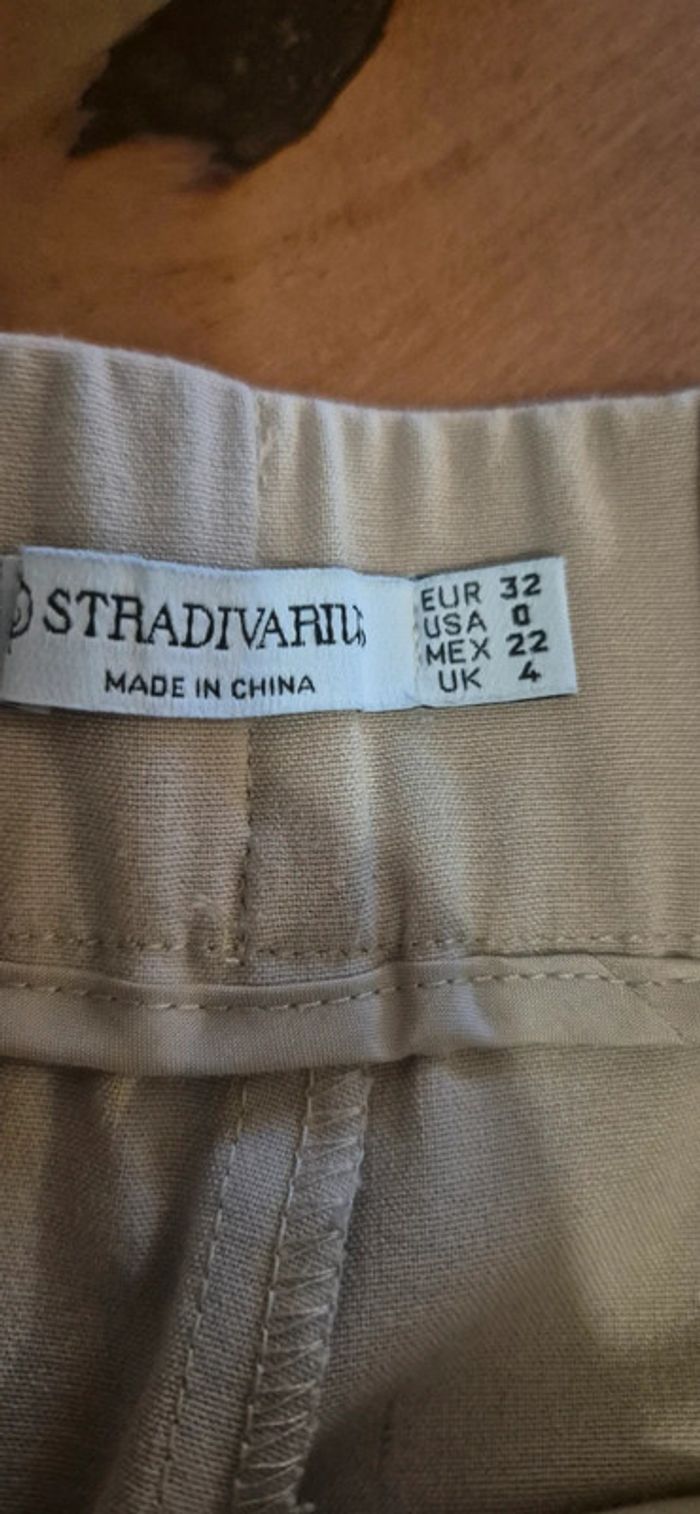 STRADIVARIUS
MADE IN CHINA
EUR 32
USA 0
MEX 22
UK 4